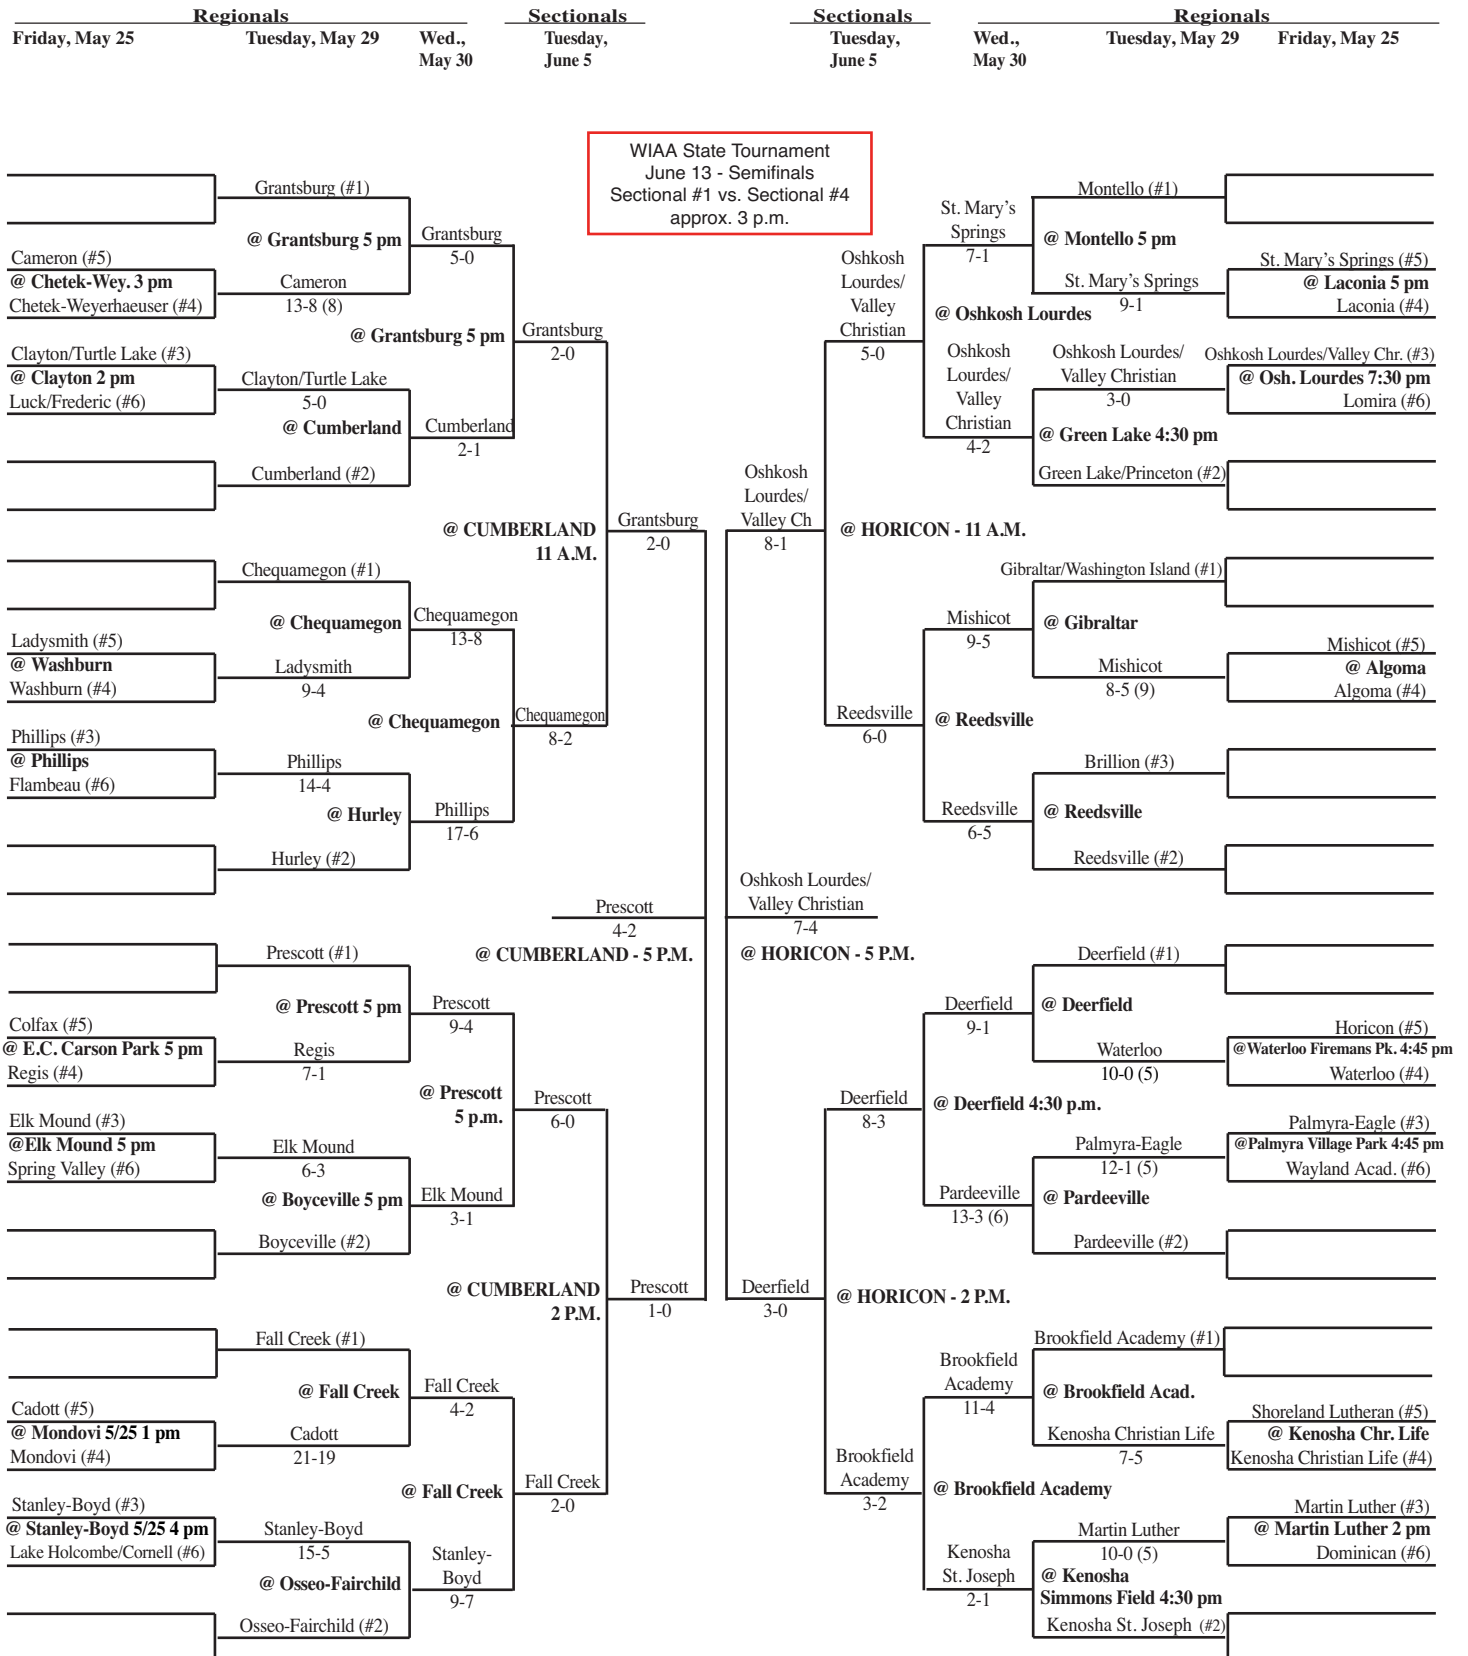 Regionals
Sectionals
Sectionals
Regionals
Friday, May 25
Tuesday, May 29
Wed.,
May 30
Tuesday,
June 5
Tuesday,
June 5
Wed.,
May 30
Tuesday, May 29
Friday, May 25
WIAA State Tournament
June 13 - Semifinals
Sectional #1 vs. Sectional #4
approx. 3 p.m.
Grantsburg (#1)
@ Grantsburg 5 pm
Grantsburg
5-0
Cameron (#5)
@ Chetek-Wey. 3 pm
Chetek-Weyerhaeuser (#4)
Cameron
13-8 (8)
@ Grantsburg 5 pm
Grantsburg
2-0
Clayton/Turtle Lake (#3)
@ Clayton 2 pm
Luck/Frederic (#6)
Clayton/Turtle Lake
5-0
@ Cumberland
Cumberland
2-1
Cumberland (#2)
@ CUMBERLAND
11 A.M.
Grantsburg
2-0
Chequamegon (#1)
@ Chequamegon
Chequamegon
13-8
Ladysmith (#5)
@ Washburn
Washburn (#4)
Ladysmith
9-4
@ Chequamegon
Chequamegon
8-2
Phillips (#3)
@ Phillips
Flambeau (#6)
Phillips
14-4
@ Hurley
Phillips
17-6
Hurley (#2)
Prescott
4-2
@ CUMBERLAND - 5 P.M.
Prescott (#1)
@ Prescott 5 pm
Prescott
9-4
Colfax (#5)
@ E.C. Carson Park 5 pm
Regis (#4)
Regis
7-1
@ Prescott
5 p.m.
Prescott
6-0
Elk Mound (#3)
@Elk Mound 5 pm
Spring Valley (#6)
Elk Mound
6-3
@ Boyceville 5 pm
Elk Mound
3-1
Boyceville (#2)
@ CUMBERLAND
2 P.M.
Prescott
1-0
Fall Creek (#1)
@ Fall Creek
Fall Creek
4-2
Cadott (#5)
@ Mondovi 5/25 1 pm
Mondovi (#4)
Cadott
21-19
@ Fall Creek
Fall Creek
2-0
Stanley-Boyd (#3)
@ Stanley-Boyd 5/25 4 pm
Lake Holcombe/Cornell (#6)
Stanley-Boyd
15-5
@ Osseo-Fairchild
Stanley-
Boyd
9-7
Osseo-Fairchild (#2)
Montello (#1)
St. Mary's
Springs
7-1
@ Montello 5 pm
St. Mary's Springs (#5)
@ Laconia 5 pm
Laconia (#4)
St. Mary's Springs
9-1
Oshkosh
Lourdes/
Valley
Christian
5-0
@ Oshkosh Lourdes
Oshkosh
Lourdes/
Valley
Christian
4-2
Oshkosh Lourdes/
Valley Christian
3-0
Oshkosh Lourdes/Valley Chr. (#3)
@ Osh. Lourdes 7:30 pm
Lomira (#6)
@ Green Lake 4:30 pm
Green Lake/Princeton (#2)
Oshkosh
Lourdes/
Valley Ch
8-1
@ HORICON - 11 A.M.
Gibraltar/Washington Island (#1)
Mishicot
9-5
@ Gibraltar
Mishicot (#5)
@ Algoma
Algoma (#4)
Mishicot
8-5 (9)
Reedsville
6-0
@ Reedsville
Brillion (#3)
Reedsville
6-5
@ Reedsville
Reedsville (#2)
Oshkosh Lourdes/
Valley Christian
7-4
@ HORICON - 5 P.M.
Deerfield (#1)
Deerfield
9-1
@ Deerfield
Horicon (#5)
@Waterloo Firemans Pk. 4:45 pm
Waterloo (#4)
Waterloo
10-0 (5)
Deerfield
8-3
@ Deerfield 4:30 p.m.
Palmyra-Eagle (#3)
@Palmyra Village Park 4:45 pm
Wayland Acad. (#6)
Palmyra-Eagle
12-1 (5)
Pardeeville
13-3 (6)
@ Pardeeville
Pardeeville (#2)
Deerfield
3-0
@ HORICON - 2 P.M.
Brookfield Academy (#1)
Brookfield
Academy
11-4
@ Brookfield Acad.
Shoreland Lutheran (#5)
@ Kenosha Chr. Life
Kenosha Christian Life (#4)
Kenosha Christian Life
7-5
Brookfield
Academy
3-2
@ Brookfield Academy
Martin Luther (#3)
@ Martin Luther 2 pm
Dominican (#6)
Martin Luther
10-0 (5)
Kenosha
St. Joseph
2-1
@ Kenosha
Simmons Field 4:30 pm
Kenosha St. Joseph (#2)